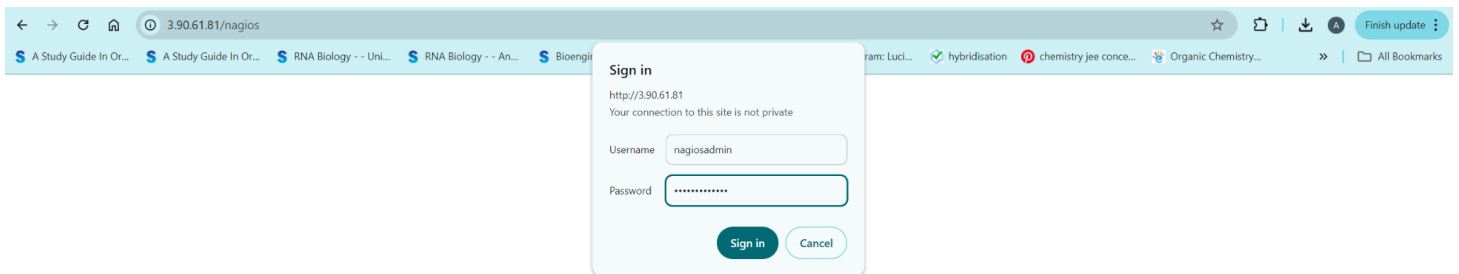 3.90.61.81/nagios
A
Finish update
A Study Guide In Or... A Study Guide In Or... RNA Biology - - Uni... RNA Biology - - An... Bioengi ram: Luci... hybridisation chemistry jee conce... Organic Chemistry... » All Bookmarks
Sign in
http://3.90.61.81
Your connection to this site is not private
Username nagiosadmin
Password •••••••••••••
Sign in Cancel